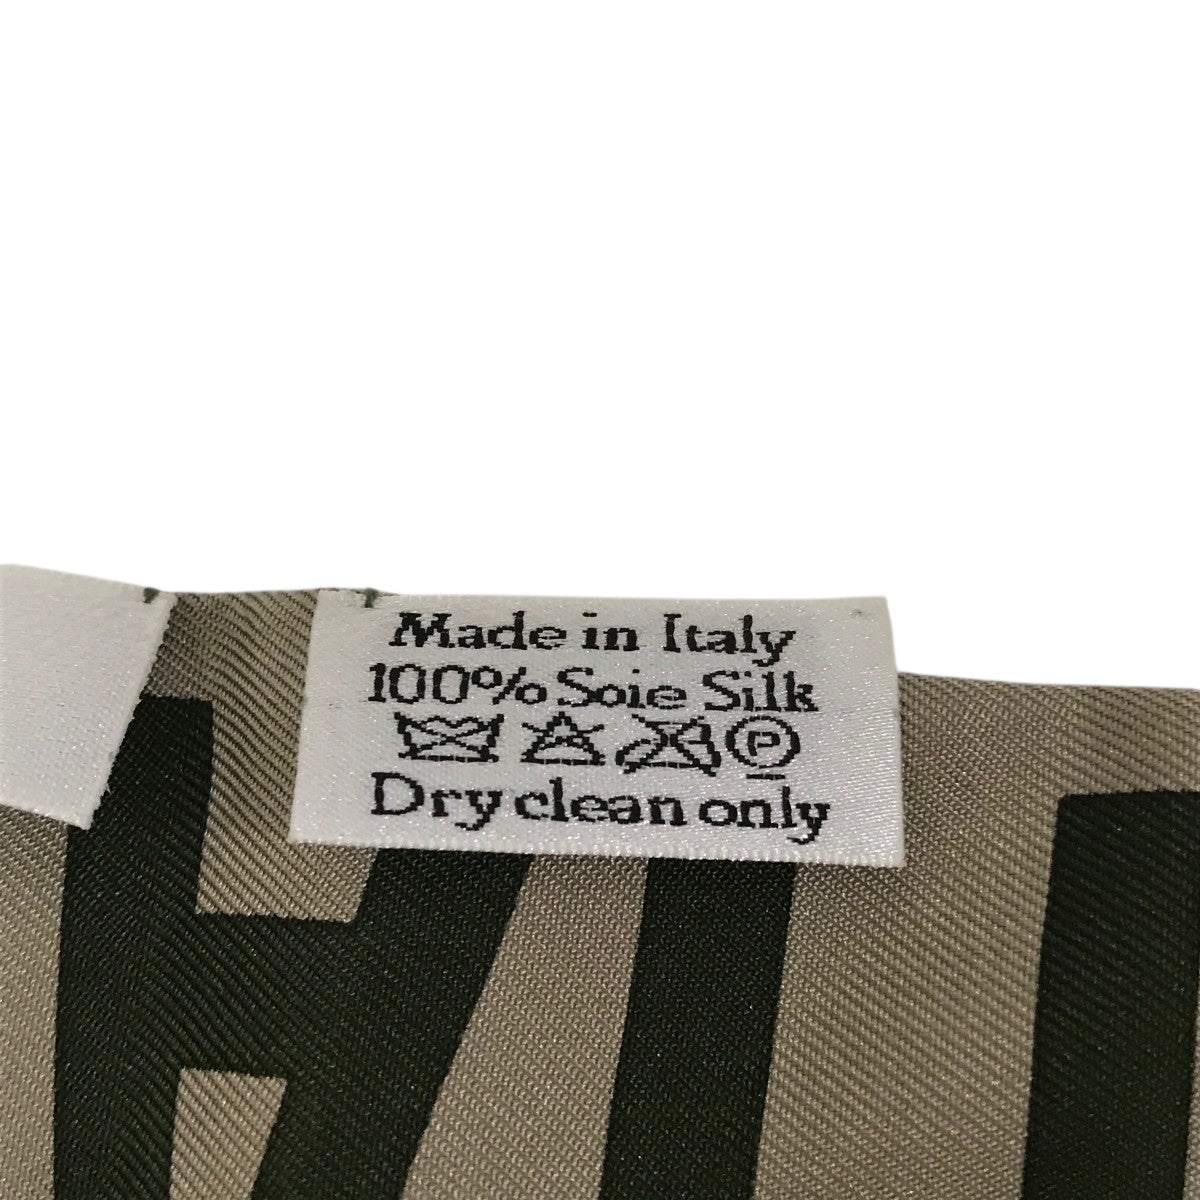 Made in Italy
100% Soie Silk
P
Dry clean only